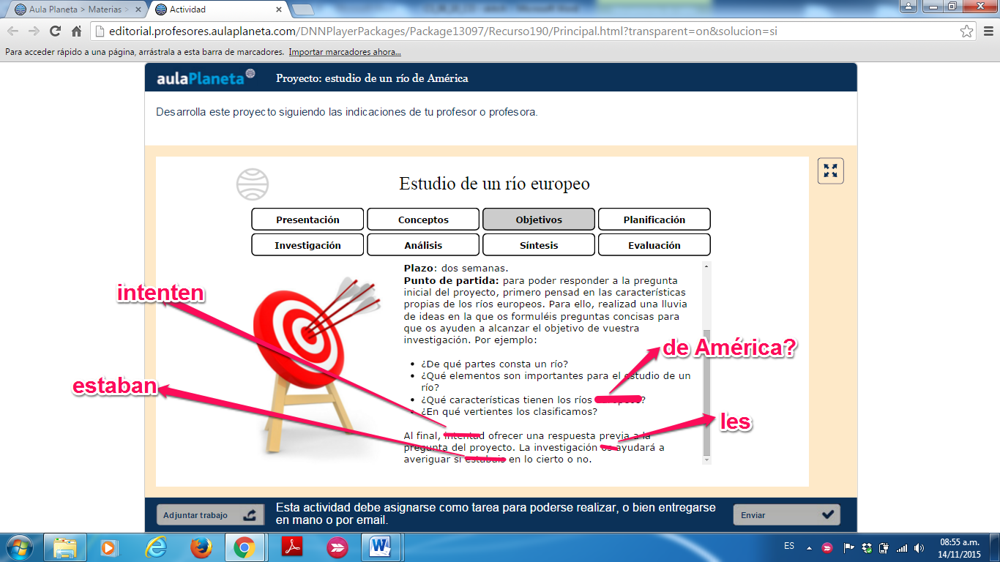 Aula Planeta > Materias >
Actividad
editorial.profesores.aulaplaneta.com/DNNPlayerPackages/Package13097/Recurso190/Principal.html?transparent=on&solucion=si
Para acceder rápido a una página, arrástrala a esta barra de marcadores. Importar marcadores ahora...
aulaPlaneta Proyecto: estudio de un río de América
Desarrolla este proyecto siguiendo las indicaciones de tu profesor o profesora.
Estudio de un río europeo
Presentación Conceptos Objetivos Planificación
Investigación Análisis Síntesis Evaluación
Plazo: dos semanas.
Punto de partida: para poder responder a la pregunta
inicial del proyecto, primero pensad en las características
propias de los ríos europeos. Para ello, realizad una lluvia
de ideas en la que os formuléis preguntas concisas para
que os ayuden a alcanzar el objetivo de vuestra
investigación. Por ejemplo:
intenten
de América?
¿De qué partes consta un río?
¿Qué elementos son importantes para el estudio de un
río?
estaban
¿Qué características tienen los ríos europeos?
¿En qué vertientes los clasificamos?
les
Al final, intentad ofrecer una respuesta previa a la
pregunta del proyecto. La investigación os ayudará a
averiguar si estabais en lo cierto o no.
Adjuntar trabajo
Esta actividad debe asignarse como tarea para poderse realizar, o bien entregarse
en mano o por email.
Enviar
ES
08:55 a.m.
14/11/2015